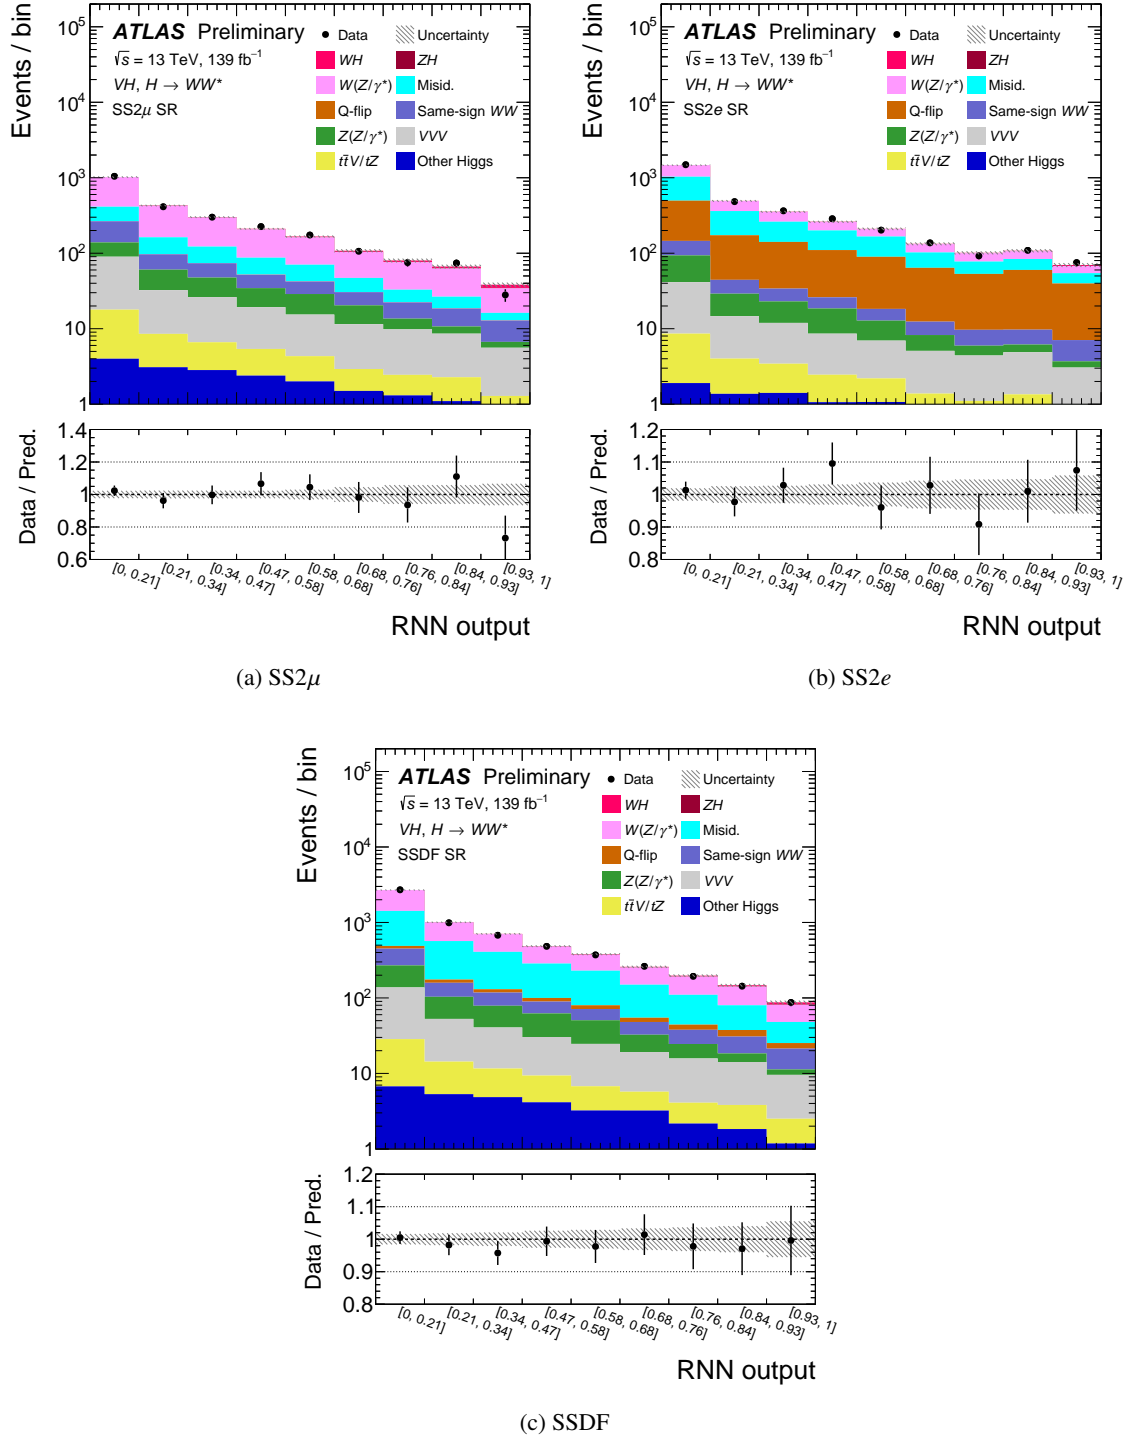 Events / bin
10⁵
10⁴
10³
10²
10
1
ATLAS Preliminary
√s = 13 TeV, 139 fb⁻¹
VH, H → WW*
SS2μ SR
Data
Uncertainty
WH
ZH
W(Z/γ*)
Misid.
Q-flip
Same-sign WW
Z(Z/γ*)
VVV
tt̄V/tZ
Other Higgs
Data / Pred.
1.4
1.2
1
0.8
0.6
[0, 0.21]
[0.21, 0.34]
[0.34, 0.47]
[0.47, 0.58]
[0.58, 0.68]
[0.68, 0.76]
[0.76, 0.84]
[0.84, 0.93]
[0.93, 1]
RNN output
(a) SS2μ
Events / bin
10⁵
10⁴
10³
10²
10
1
ATLAS Preliminary
√s = 13 TeV, 139 fb⁻¹
VH, H → WW*
SS2e SR
Data
Uncertainty
WH
ZH
W(Z/γ*)
Misid.
Q-flip
Same-sign WW
Z(Z/γ*)
VVV
tt̄V/tZ
Other Higgs
Data / Pred.
1.2
1.1
1
0.9
0.8
[0, 0.21]
[0.21, 0.34]
[0.34, 0.47]
[0.47, 0.58]
[0.58, 0.68]
[0.68, 0.76]
[0.76, 0.84]
[0.84, 0.93]
[0.93, 1]
RNN output
(b) SS2e
Events / bin
10⁵
10⁴
10³
10²
10
1
ATLAS Preliminary
√s = 13 TeV, 139 fb⁻¹
VH, H → WW*
SSDF SR
Data
Uncertainty
WH
ZH
W(Z/γ*)
Misid.
Q-flip
Same-sign WW
Z(Z/γ*)
VVV
tt̄V/tZ
Other Higgs
Data / Pred.
1.2
1.1
1
0.9
0.8
[0, 0.21]
[0.21, 0.34]
[0.34, 0.47]
[0.47, 0.58]
[0.58, 0.68]
[0.68, 0.76]
[0.76, 0.84]
[0.84, 0.93]
[0.93, 1]
RNN output
(c) SSDF